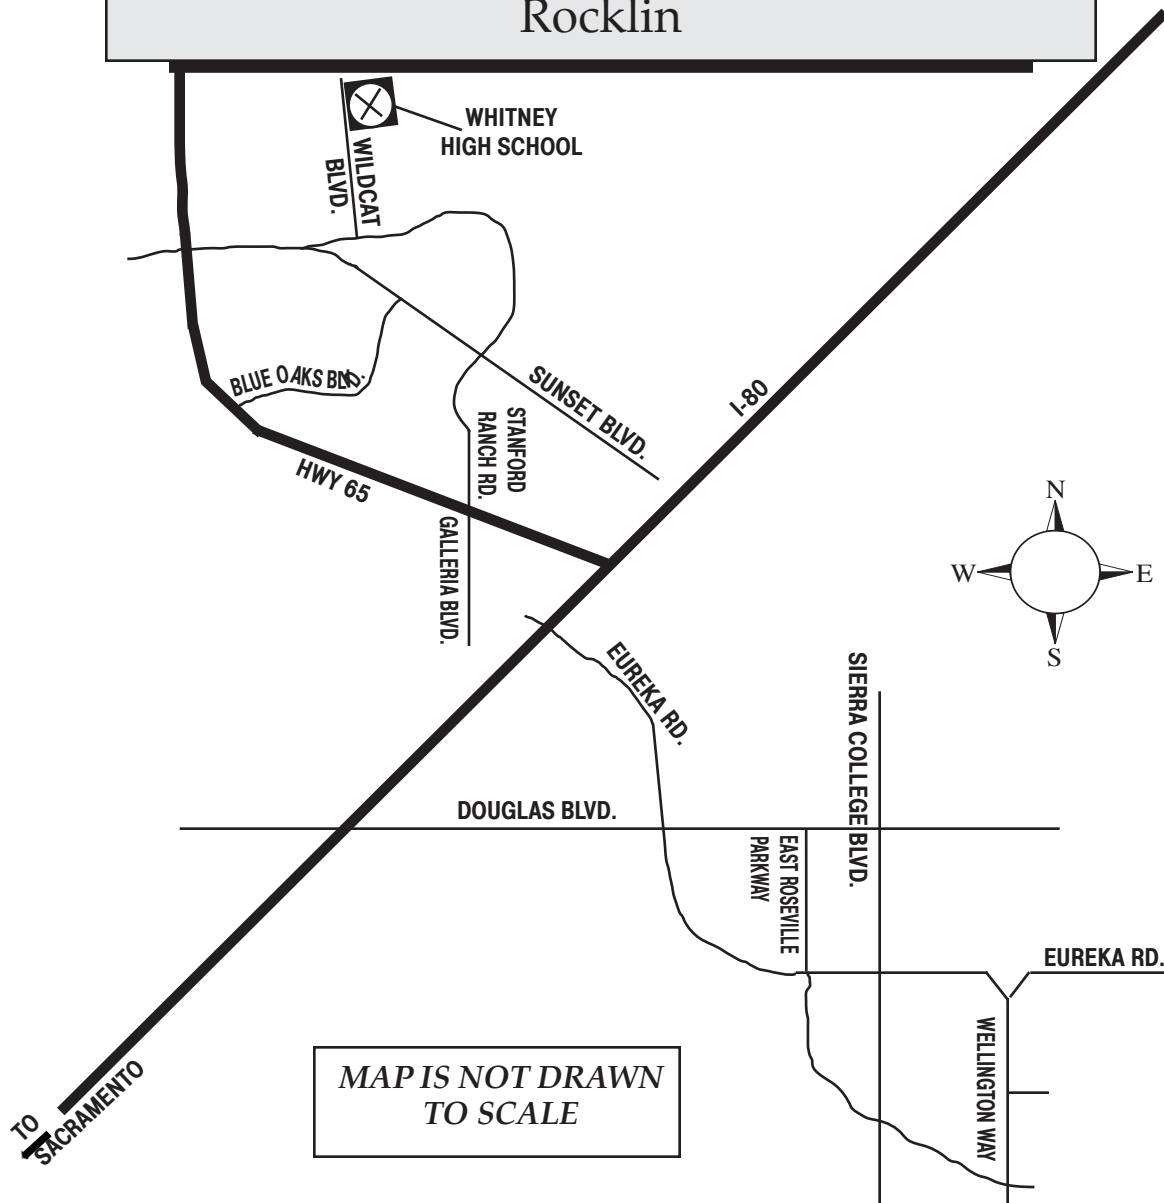 Rocklin
WHITNEY
HIGH SCHOOL
WILDCAT
BLVD.
BLUE OAKS BLVD.
SUNSET BLVD.
I-80
STANFORD
RANCH RD.
HWY 65
GALLERIA BLVD.
N
W
E
S
EUREKA RD.
SIERRA COLLEGE BLVD.
DOUGLAS BLVD.
EAST ROSEVILLE
PARKWAY
EUREKA RD.
WELLINGTON WAY
MAP IS NOT DRAWN
TO SCALE
TO
SACRAMENTO